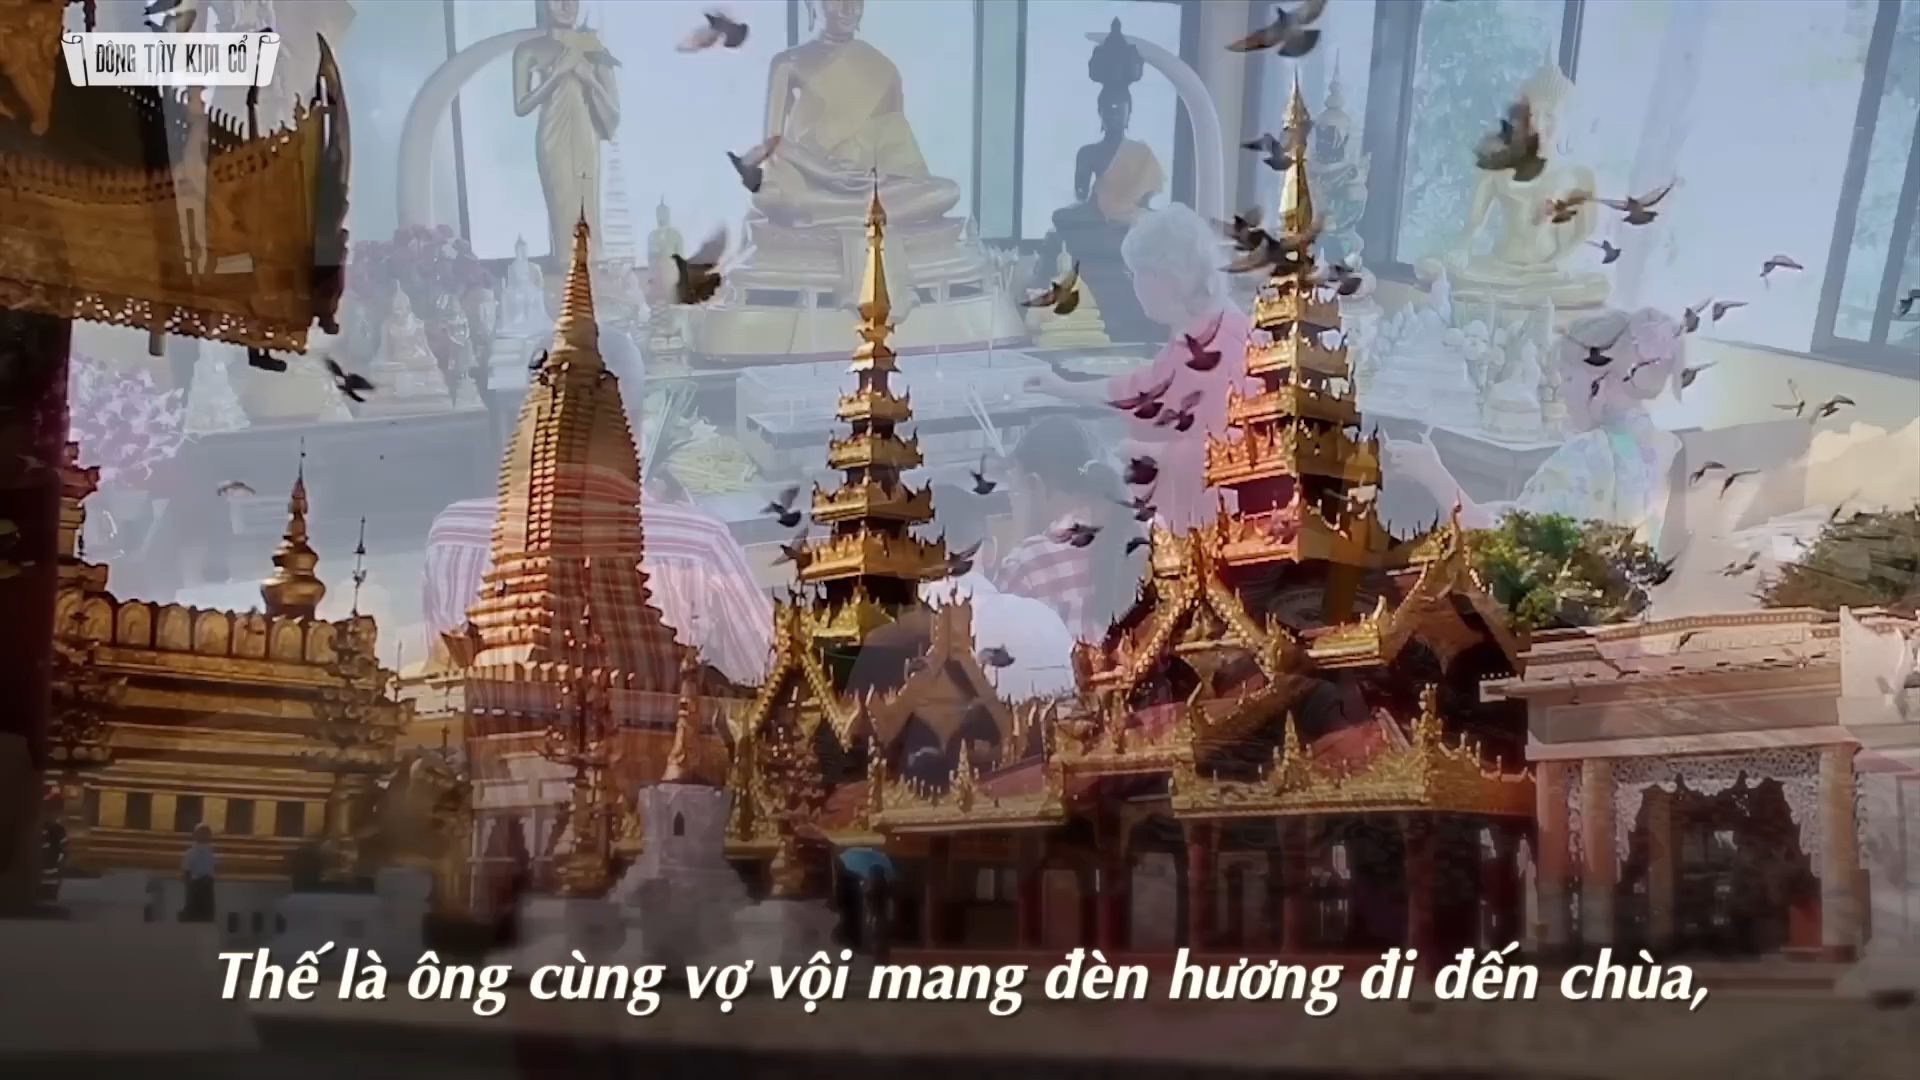 ĐÔNG TÂY KIM CỔ
Thế là ông cùng vợ vội mang đèn hương đi đến chùa,